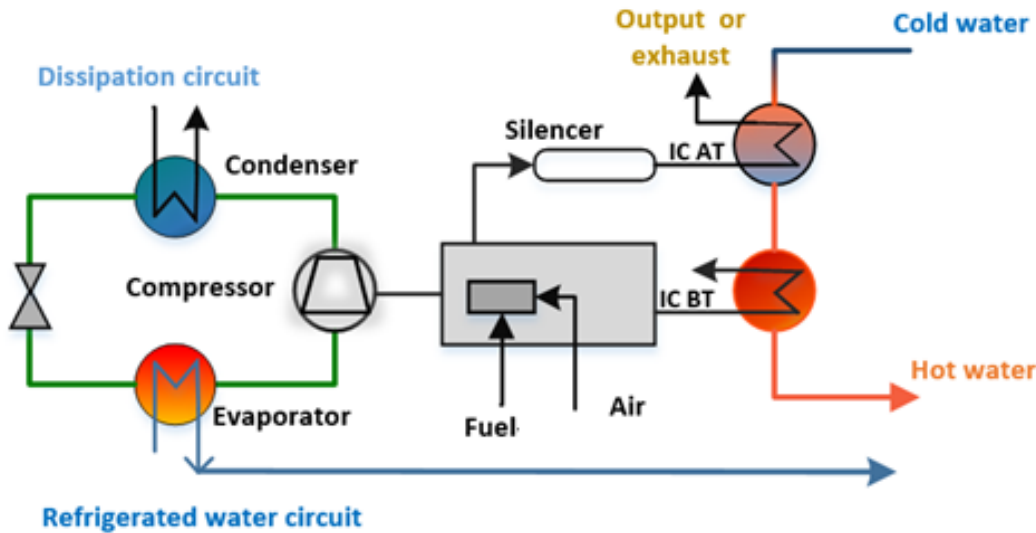 Output or
exhaust
Cold water
Dissipation circuit
Silencer
Condenser
IC AT
Compressor
IC BT
Hot water
Evaporator
Air
Fuel
Refrigerated water circuit